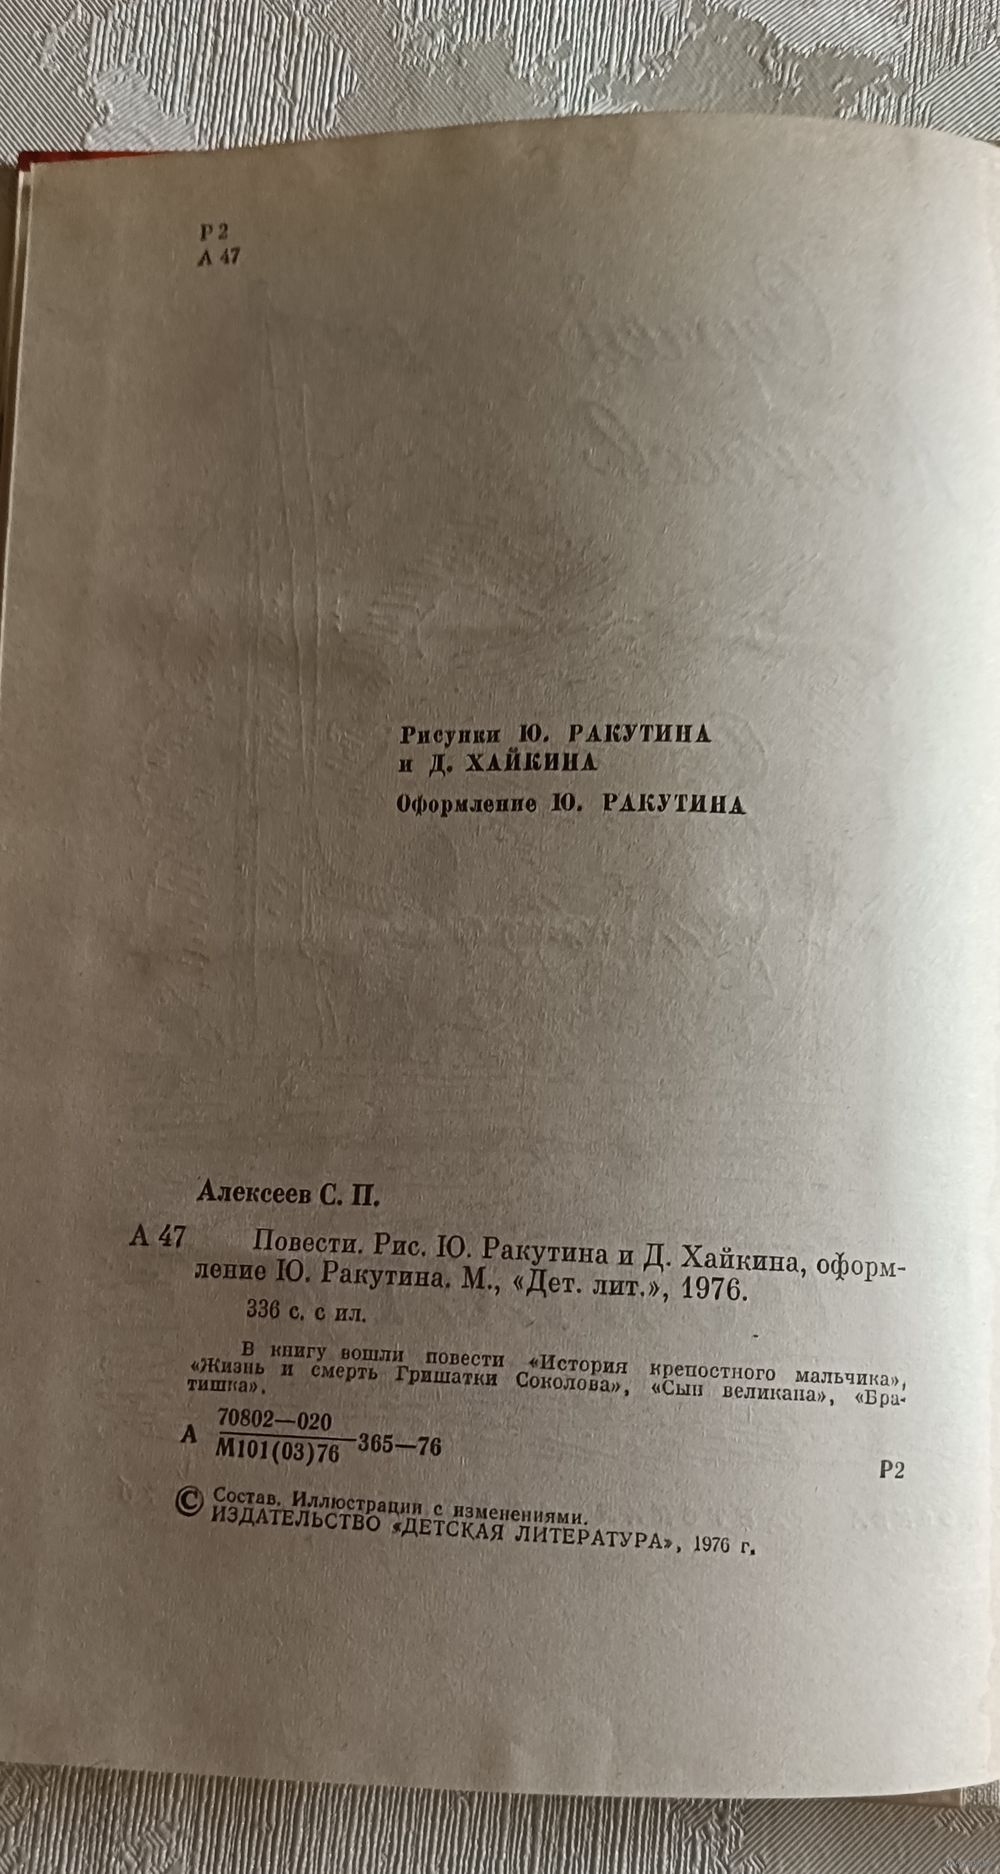 Р 2
А 47
Рисунки Ю. РАКУТИНА
и Д. ХАЙКИНА
Оформление Ю. РАКУТИНА
Алексеев С. П.
А 47 Повести. Рис. Ю. Ракутина и Д. Хайкина, оформ-
ление Ю. Ракутина. М., «Дет. лит.», 1976.
336 с. с ил.
В книгу вошли повести «История крепостного мальчика»,
«Жизнь и смерть Гришатки Соколова», «Сын великана», «Бра-
тишка».
70802—020
А М101(03)76 365—76
Р2
© Состав. Иллюстрации с изменениями.
ИЗДАТЕЛЬСТВО «ДЕТСКАЯ ЛИТЕРАТУРА», 1976 г.